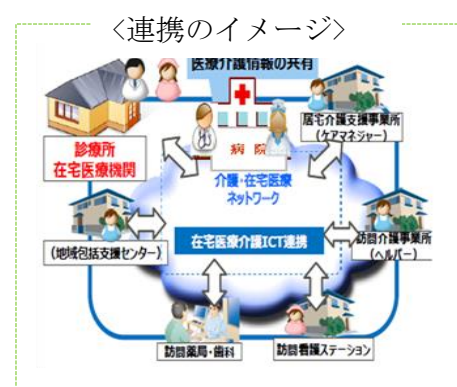 <連携のイメージ>
医療介護情報の共有
診療所
在宅医療機関
病院
居宅介護支援事業所
(ケアマネジャー)
介護・在宅医療
ネットワーク
在宅医療介護ICT連携
(地域包括支援センター)
訪問介護事業所
(ヘルパー)
訪問薬局・歯科
訪問看護ステーション